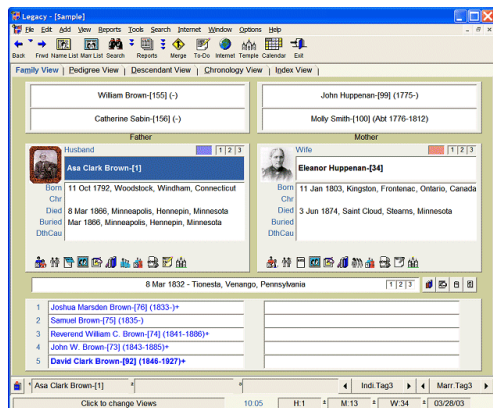 Legacy - [Sample]
File Edit Add View Reports Tools Search Internet Window Options Help
Back Frwd Name List Marr List Search Reports Merge To-Do Internet Temple Calendar Exit
Family View | Pedigree View | Descendant View | Chronology View | Index View |
William Brown-[155] (-)
John Huppenan-[99] (1775-)
Catherine Sabin-[156] (-)
Molly Smith-[100] (Abt 1776-1812)
Father
Mother
Husband 1 2 3
Wife 1 2 3
Asa Clark Brown-[1]
Eleanor Huppenan-[34]
Born 11 Oct 1792, Woodstock, Windham, Connecticut
Born 11 Jan 1803, Kingston, Frontenac, Ontario, Canada
Chr
Chr
Died 8 Mar 1866, Minneapolis, Hennepin, Minnesota
Died 3 Jun 1874, Saint Cloud, Stearns, Minnesota
Buried Mar 1866, Minneapolis, Hennepin, Minnesota
Buried
DthCau
DthCau
8 Mar 1832 - Tionesta, Venango, Pennsylvania 1 2 3
1 Joshua Marsden Brown-[76] (1833-)+
2 Samuel Brown-[75] (1835-)
3 Reverend William C. Brown-[74] (1841-1886)+
4 John W. Brown-[73] (1843-1885)+
5 David Clark Brown-[92] (1846-1927)+
Asa Clark Brown-[1] Indi.Tag3 Marr.Tag3
Click to change Views 10:05 H:1 M:13 W:34 03/28/03